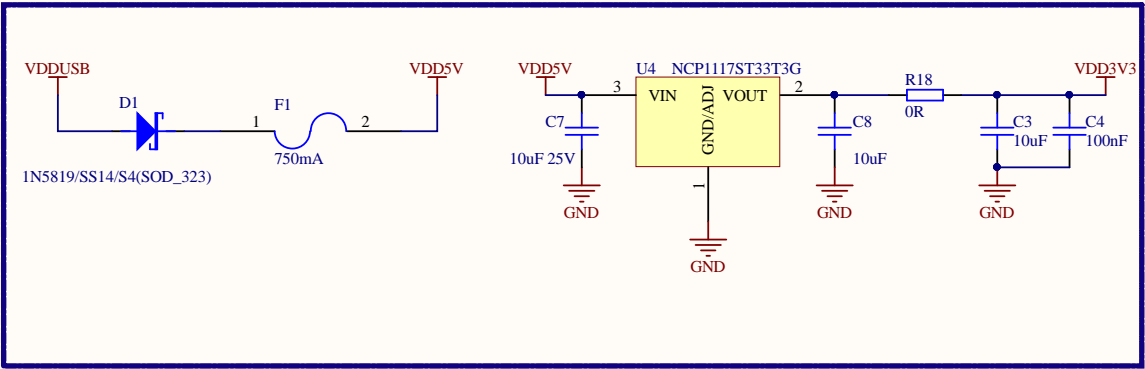 VDDUSB
D1
1N5819/SS14/S4(SOD_323)
F1
1
2
750mA
VDD5V
VDD5V
C7
10uF 25V
GND
U4 NCP1117ST33T3G
3
VIN
GND/ADJ
VOUT
2
1
GND
C8
10uF
GND
R18
0R
C3
10uF
C4
100nF
GND
VDD3V3